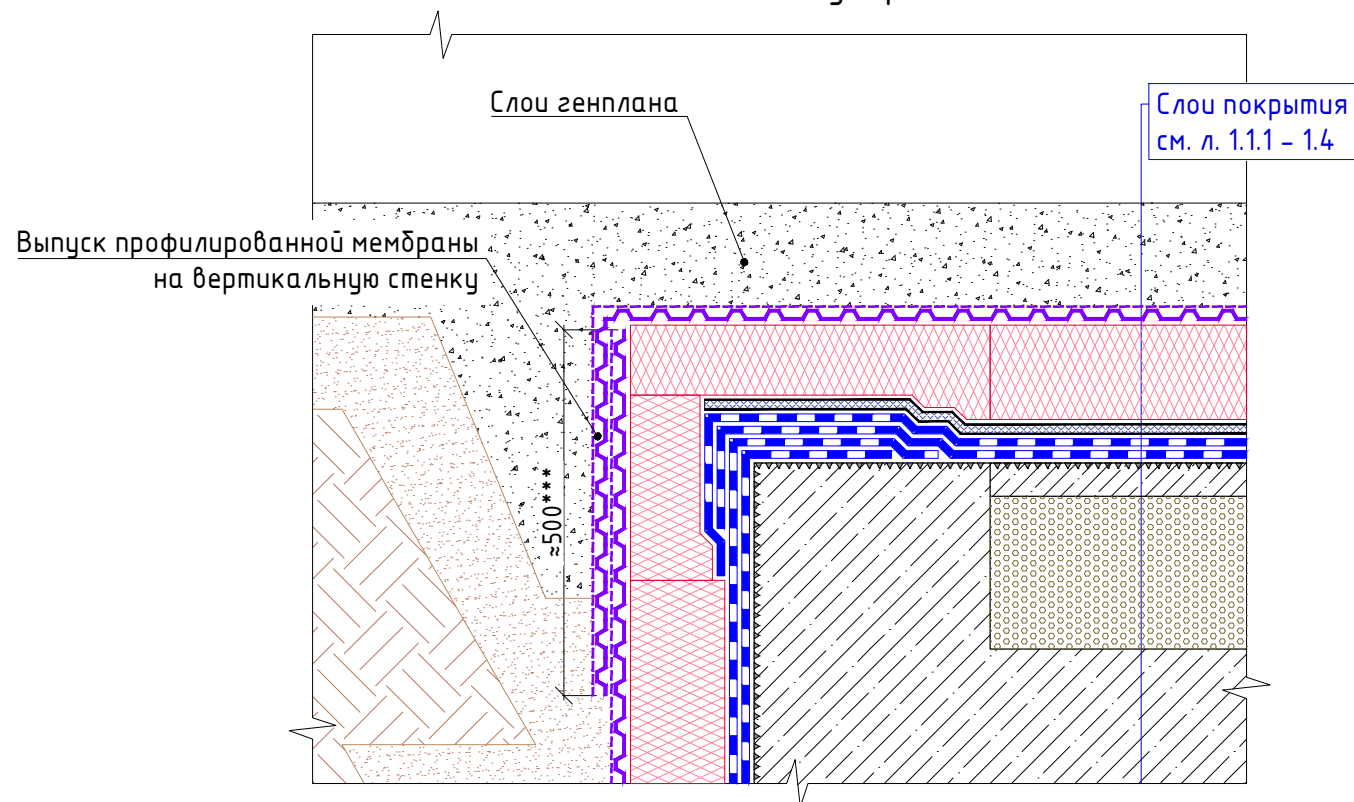 Слои генплана
Слои покрытия
см. л. 1.1.1 – 1.4
Выпуск профилированной мембраны
на вертикальную стенку
≈500***